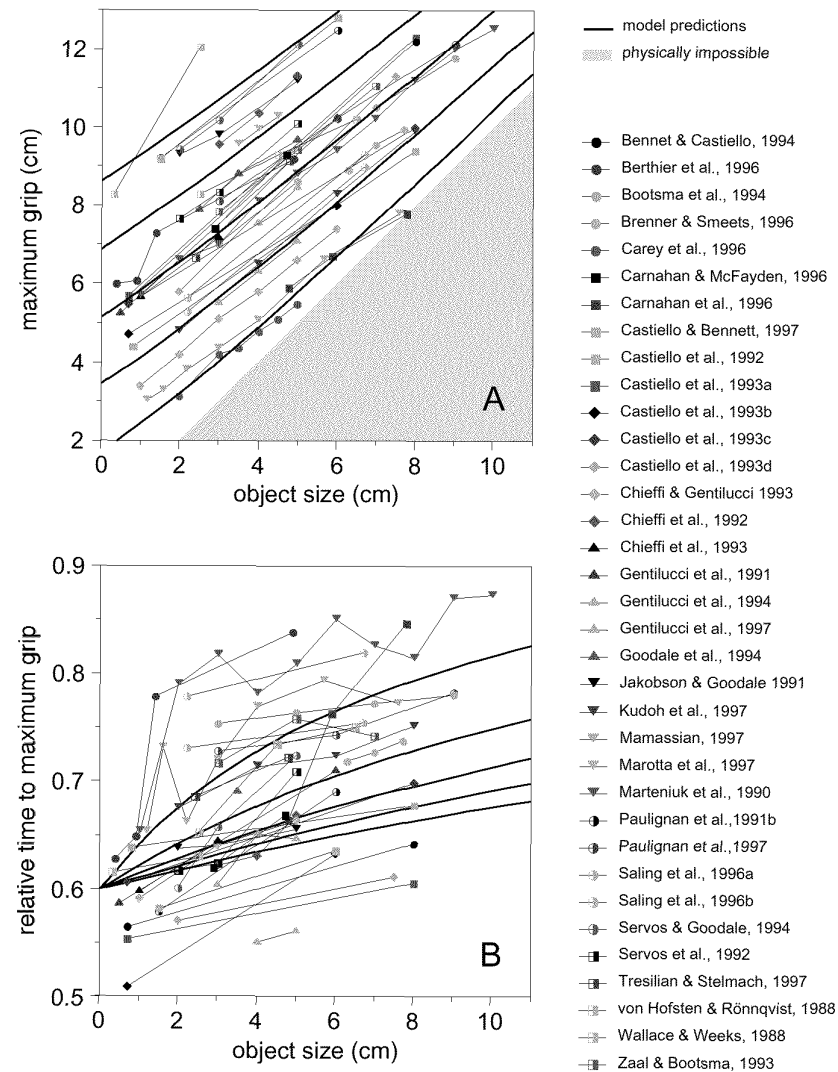 12
10
8
6
4
2
maximum grip (cm)
A
0
2
4
6
8
10
object size (cm)
model predictions
physically impossible
0.9
0.8
0.7
0.6
0.5
relative time to maximum grip
B
0
2
4
6
8
10
object size (cm)
Bennet & Castiello, 1994
Berthier et al., 1996
Bootsma et al., 1994
Brenner & Smeets, 1996
Carey et al., 1996
Carnahan & McFayden, 1996
Carnahan et al., 1996
Castiello & Bennett, 1997
Castiello et al., 1992
Castiello et al., 1993a
Castiello et al., 1993b
Castiello et al., 1993c
Castiello et al., 1993d
Chieffi & Gentilucci 1993
Chieffi et al., 1992
Chieffi et al., 1993
Gentilucci et al., 1991
Gentilucci et al., 1994
Gentilucci et al., 1997
Goodale et al., 1994
Jakobson & Goodale 1991
Kudoh et al., 1997
Mamassian, 1997
Marotta et al., 1997
Marteniuk et al., 1990
Paulignan et al.,1991b
Paulignan et al.,1997
Saling et al., 1996a
Saling et al., 1996b
Servos & Goodale, 1994
Servos et al., 1992
Tresilian & Stelmach, 1997
von Hofsten & Rönnqvist, 1988
Wallace & Weeks, 1988
Zaal & Bootsma, 1993